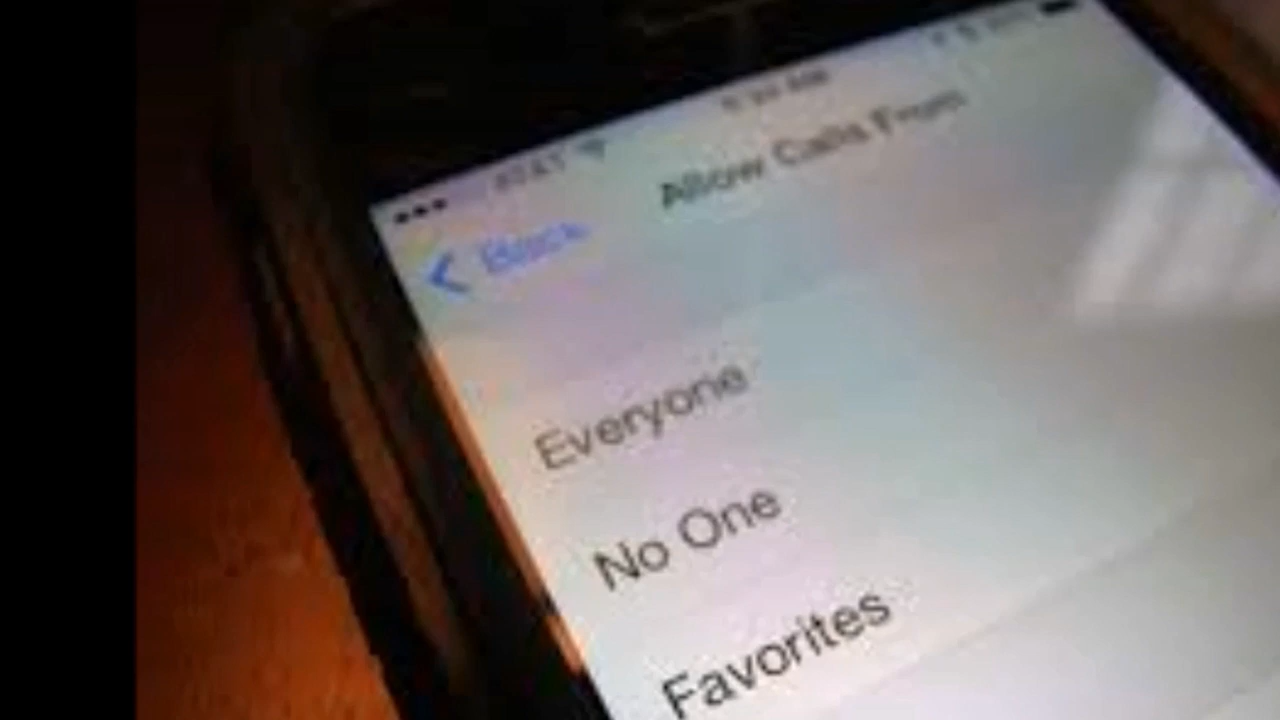 AT&T
Allow Calls From
Back
Everyone
No One
Favorites